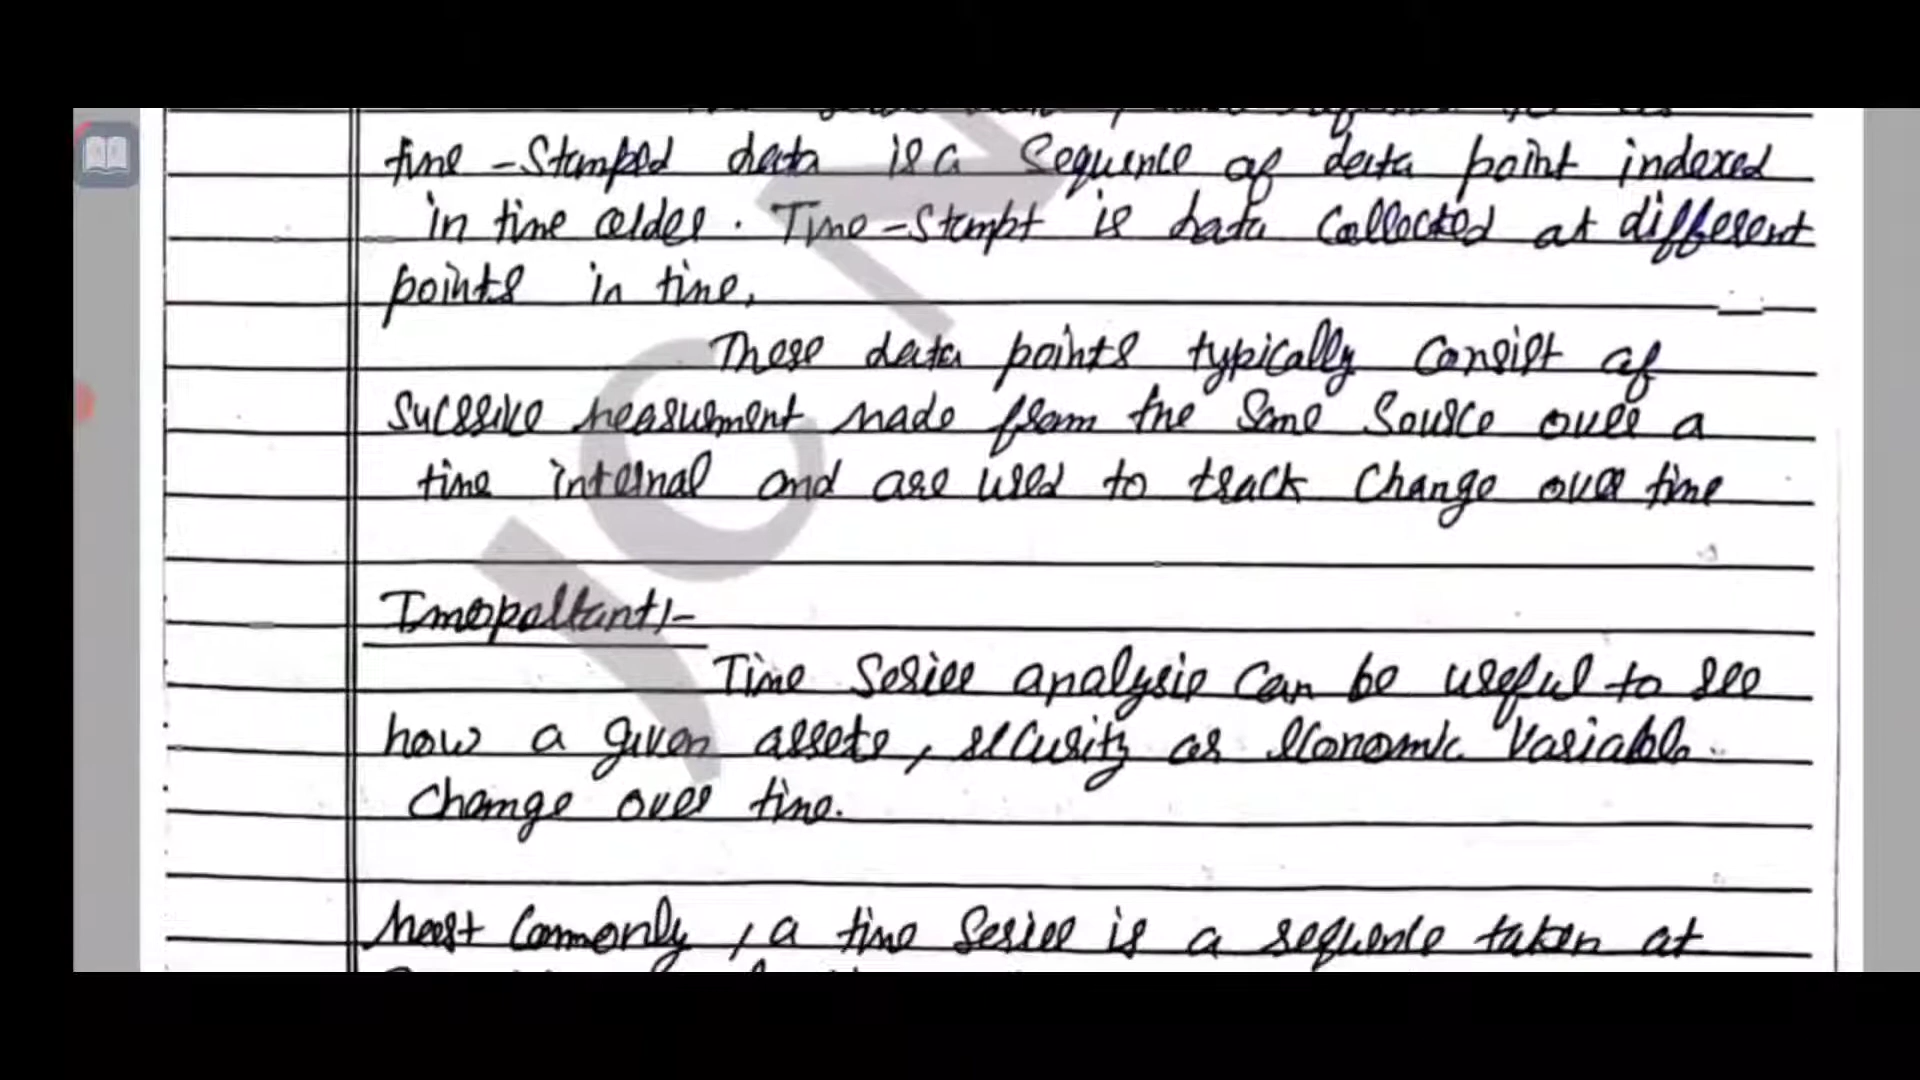 time - Stamped data is a Sequence of data point indexed
in time order. Time - Stampt is data Collected at different
points in time,
These data points typically Consist of
Sucssive measurment made from the Same Source over a
time internal and are used to track Change over time
Imporpaltant :-
Time Series analysis Can be useful to see
how a given assets, security or economic Variable
Change over time.
Most Commonly, a time Series is a sequence taken at